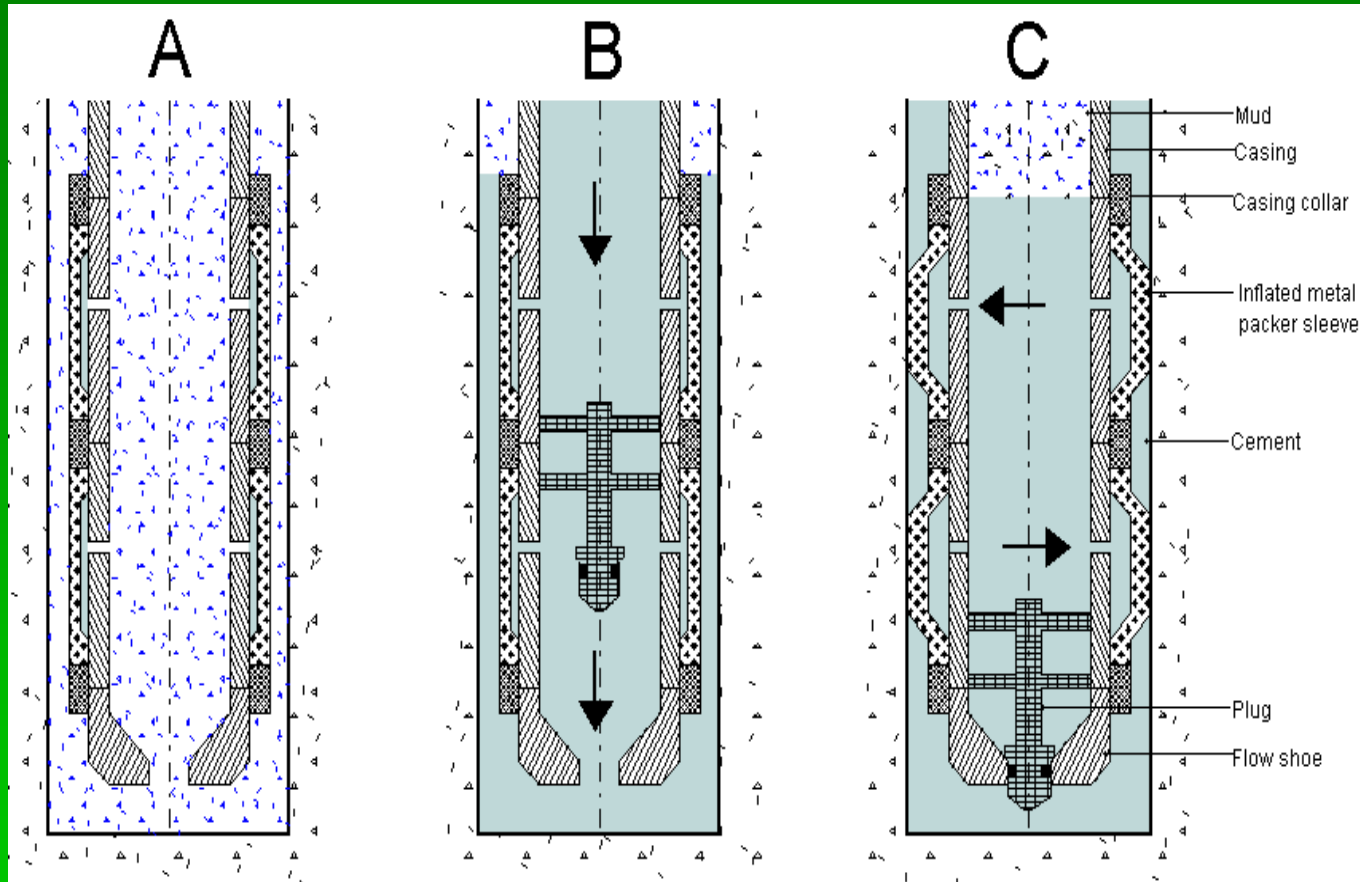 A
B
C
Mud
Casing
Casing collar
Inflated metal
packer sleeve
Cement
Plug
Flow shoe